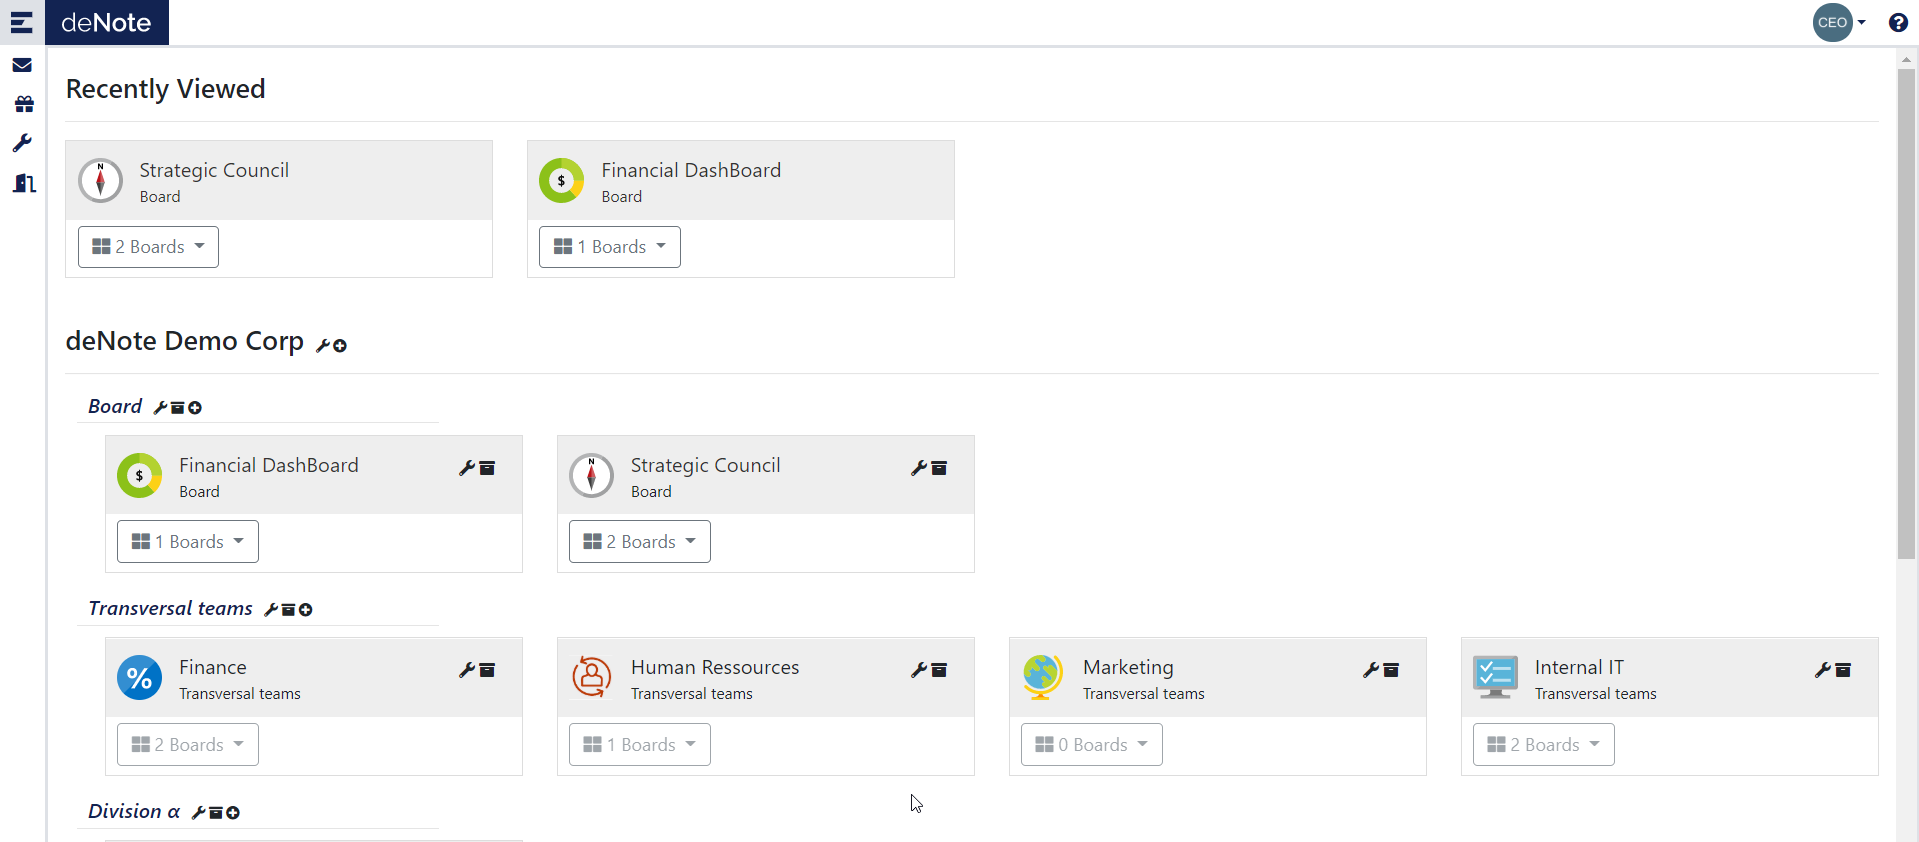 deNote
CEO
Recently Viewed
Strategic Council
Board
2 Boards
Financial DashBoard
Board
$
1 Boards
N
deNote Demo Corp
Board
Financial DashBoard
Board
$
1 Boards
Strategic Council
Board
N
2 Boards
Transversal teams
Finance
Transversal teams
%
2 Boards
Human Ressources
Transversal teams
1 Boards
Marketing
Transversal teams
0 Boards
Internal IT
Transversal teams
2 Boards
Division α